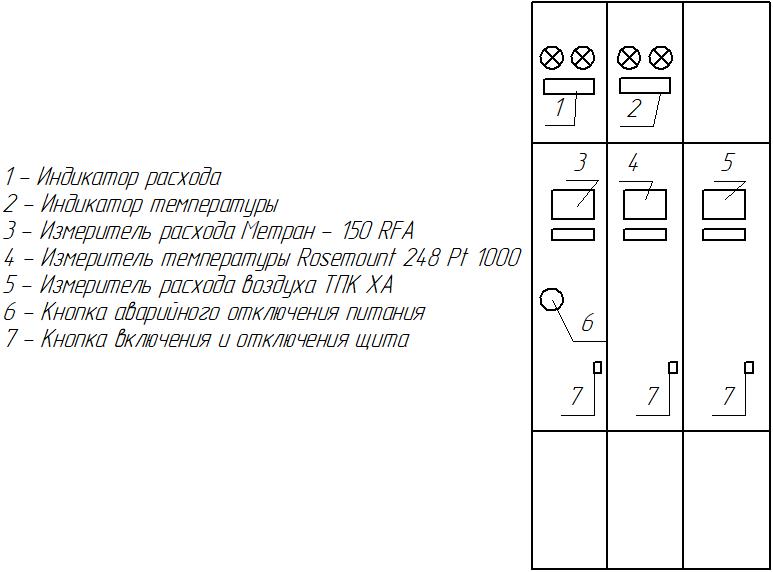 1 2
3 4 5
1 – Индикатор расхода
2 – Индикатор температуры
3 – Измеритель расхода Метран – 150 RFA
4 – Измеритель температуры Rosemount 248 Pt 1000
5 – Измеритель расхода воздуха ТПК ХА
6 – Кнопка аварийного отключения питания
7 – Кнопка включения и отключения щита
6
7 7 7